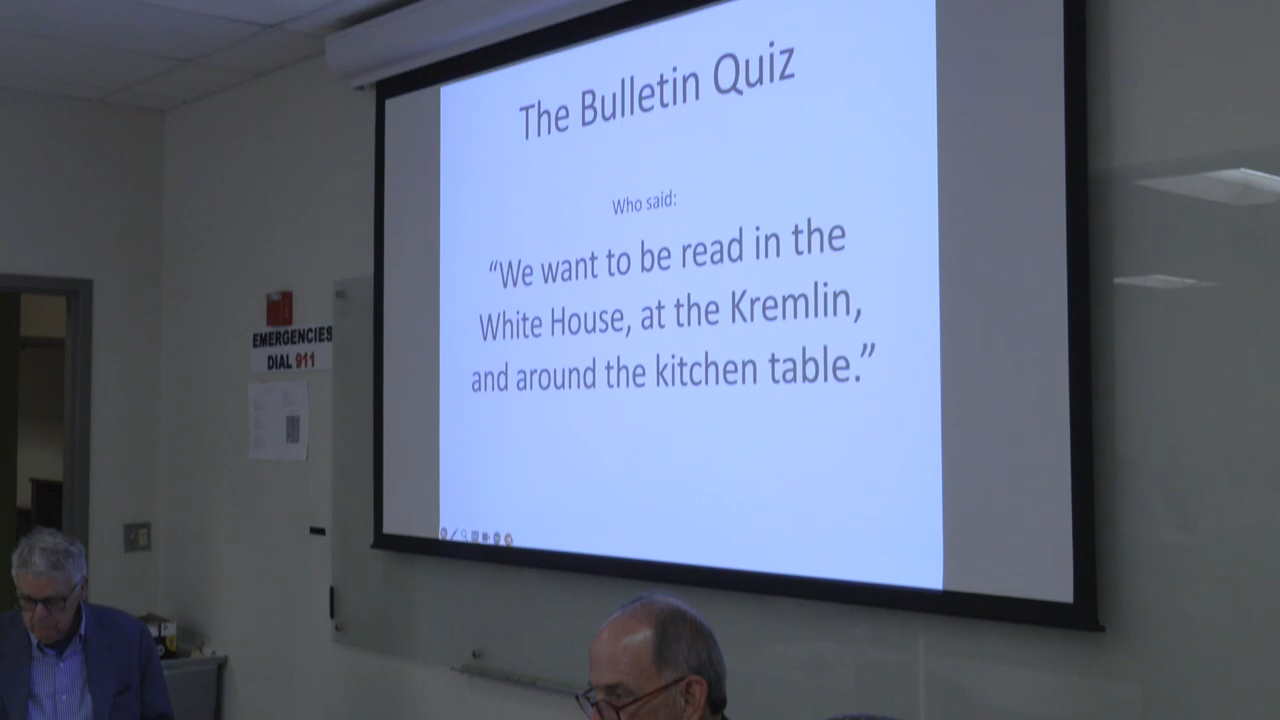 The Bulletin Quiz
Who said:
“We want to be read in the
White House, at the Kremlin,
and around the kitchen table.”
EMERGENCIES
DIAL 911